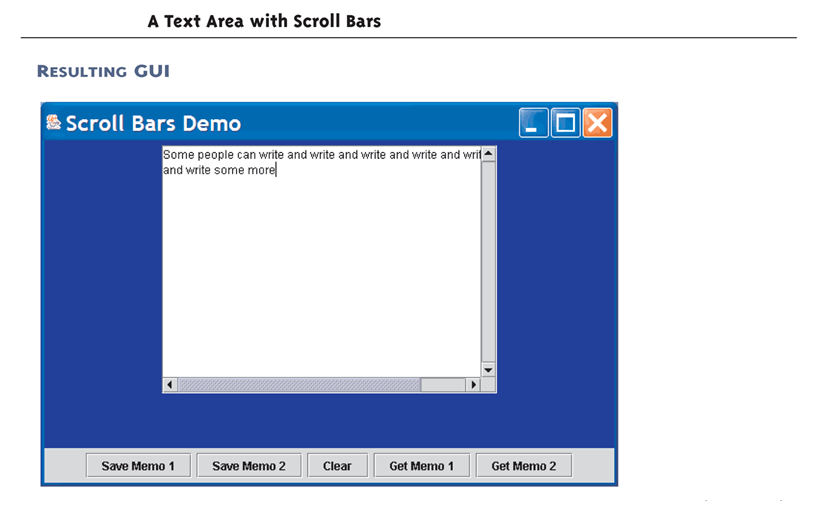 A Text Area with Scroll Bars
RESULTING GUI
Scroll Bars Demo
Some people can write and write and write and write and writ
and write some more
Save Memo 1
Save Memo 2
Clear
Get Memo 1
Get Memo 2